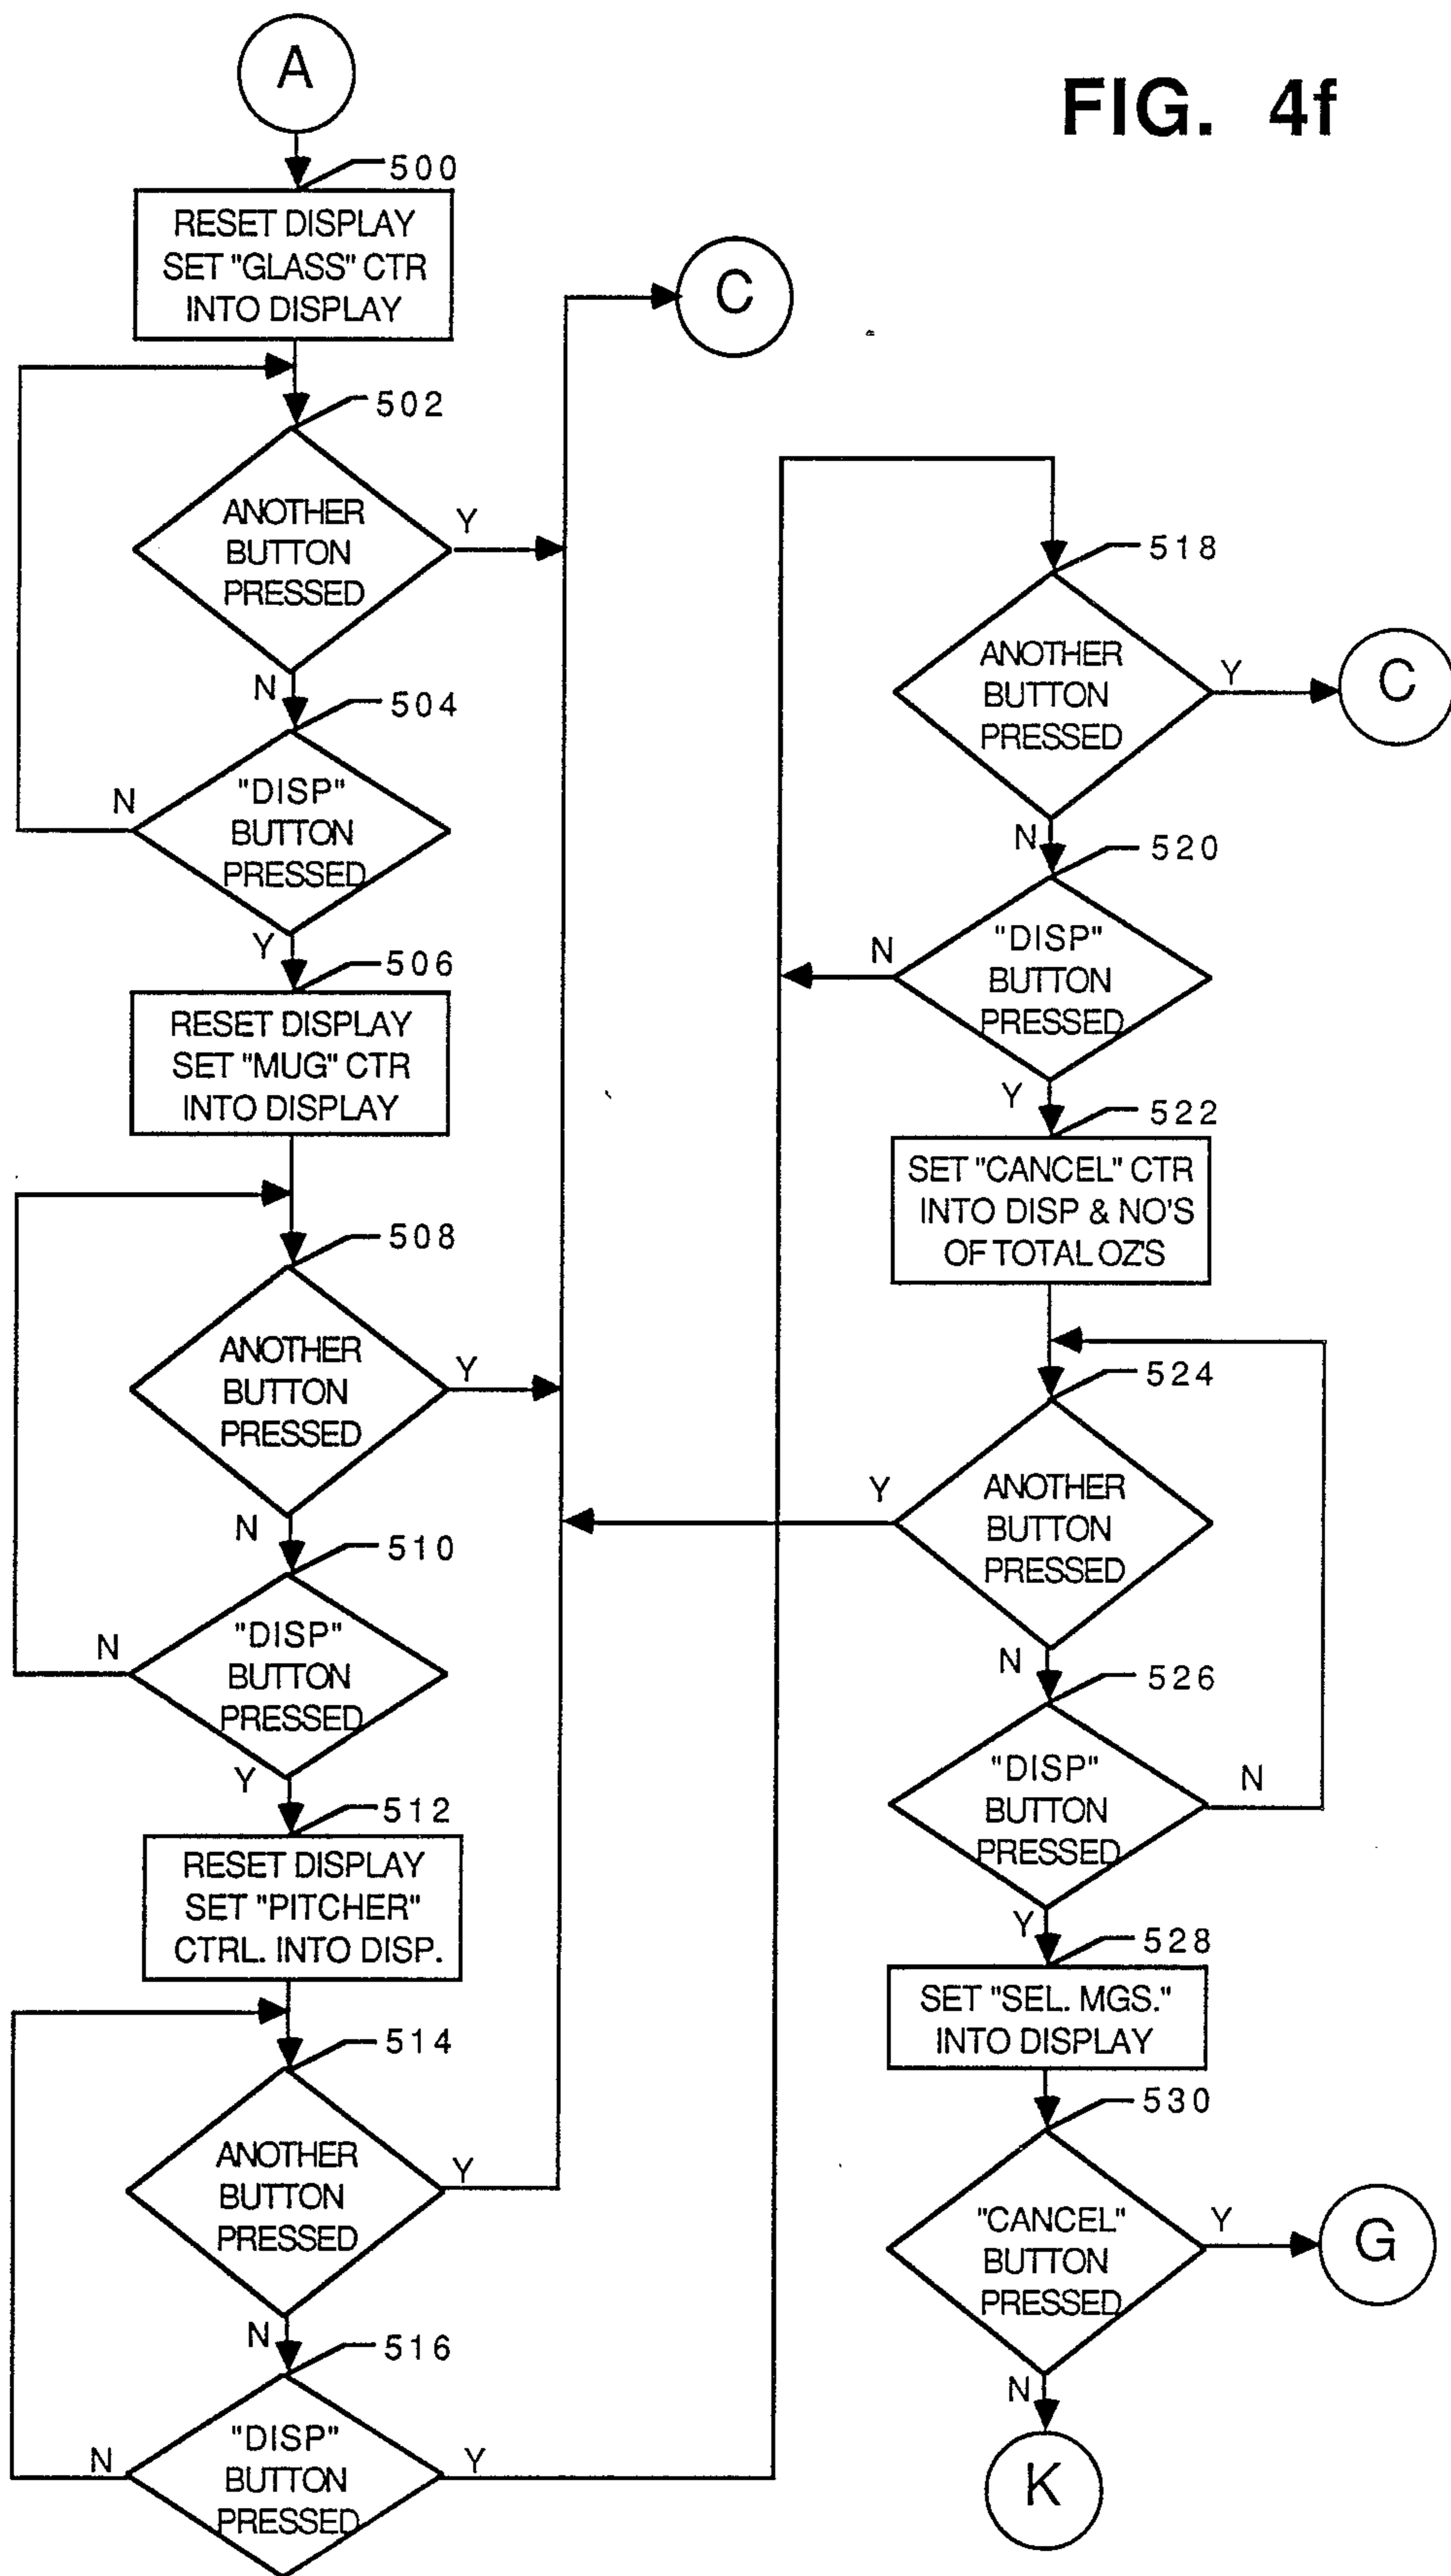 FIG. 4f
A
500
RESET DISPLAY
SET "GLASS" CTR
INTO DISPLAY
C
502
ANOTHER
BUTTON
PRESSED
Y
N
504
"DISP"
BUTTON
PRESSED
N
Y
506
RESET DISPLAY
SET "MUG" CTR
INTO DISPLAY
508
ANOTHER
BUTTON
PRESSED
Y
N
510
"DISP"
BUTTON
PRESSED
N
Y
512
RESET DISPLAY
SET "PITCHER"
CTRL. INTO DISP.
514
ANOTHER
BUTTON
PRESSED
Y
N
516
"DISP"
BUTTON
PRESSED
N
Y
518
ANOTHER
BUTTON
PRESSED
Y
C
N
520
"DISP"
BUTTON
PRESSED
N
Y
522
SET "CANCEL" CTR
INTO DISP & NO'S
OF TOTAL OZ'S
524
ANOTHER
BUTTON
PRESSED
Y
N
526
"DISP"
BUTTON
PRESSED
N
Y
528
SET "SEL. MGS."
INTO DISPLAY
530
"CANCEL"
BUTTON
PRESSED
Y
G
N
K